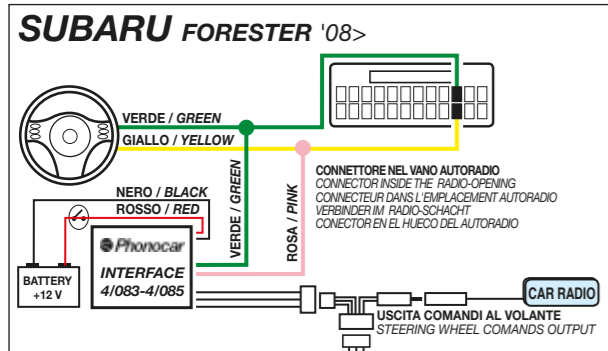 SUBARU FORESTER '08>
VERDE / GREEN
GIALLO / YELLOW
NERO / BLACK
ROSSO / RED
VERDE / GREEN
ROSA / PINK
CONNETTORE NEL VANO AUTORADIO
CONNECTOR INSIDE THE RADIO-OPENING
CONNECTEUR DANS L'EMPLACEMENT AUTORADIO
VERBINDER IM RADIO-SCHACHT
CONECTOR EN EL HUECO DEL AUTORADIO
Phonocar
INTERFACE
4/083-4/085
BATTERY
+12 V
CAR RADIO
USCITA COMANDI AL VOLANTE
STEERING WHEEL COMANDS OUTPUT